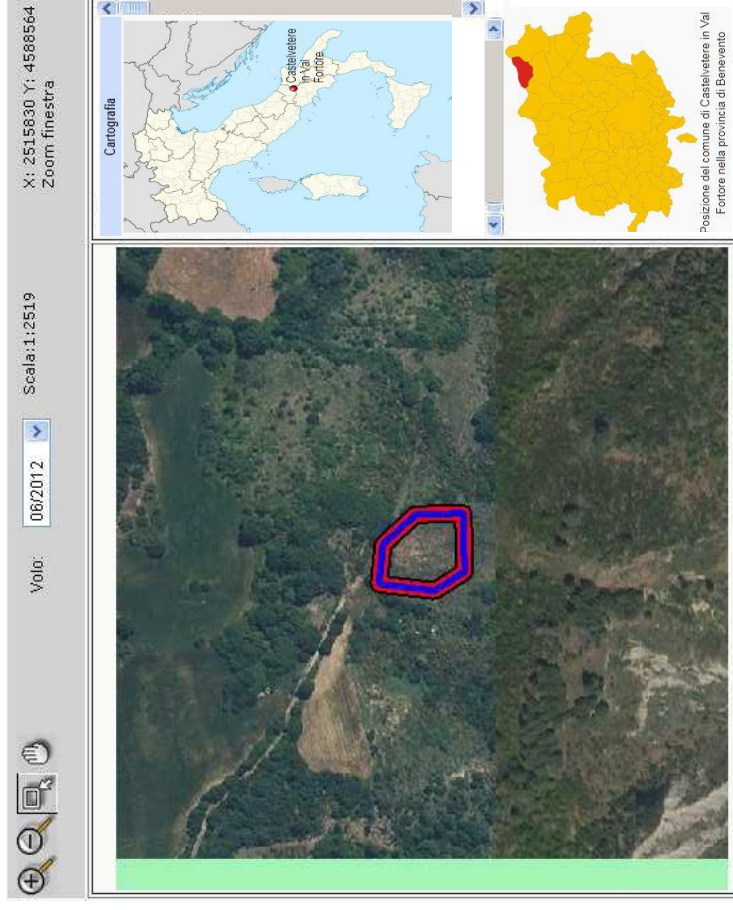 Volo:
06/2012
Scala:1:2519
X: 2515830 Y: 4588564
Zoom finestra
Cartografia
Castelvetere
in Val
Fortore
Posizione del comune di Castelvetere in Val
Fortore nella provincia di Benevento